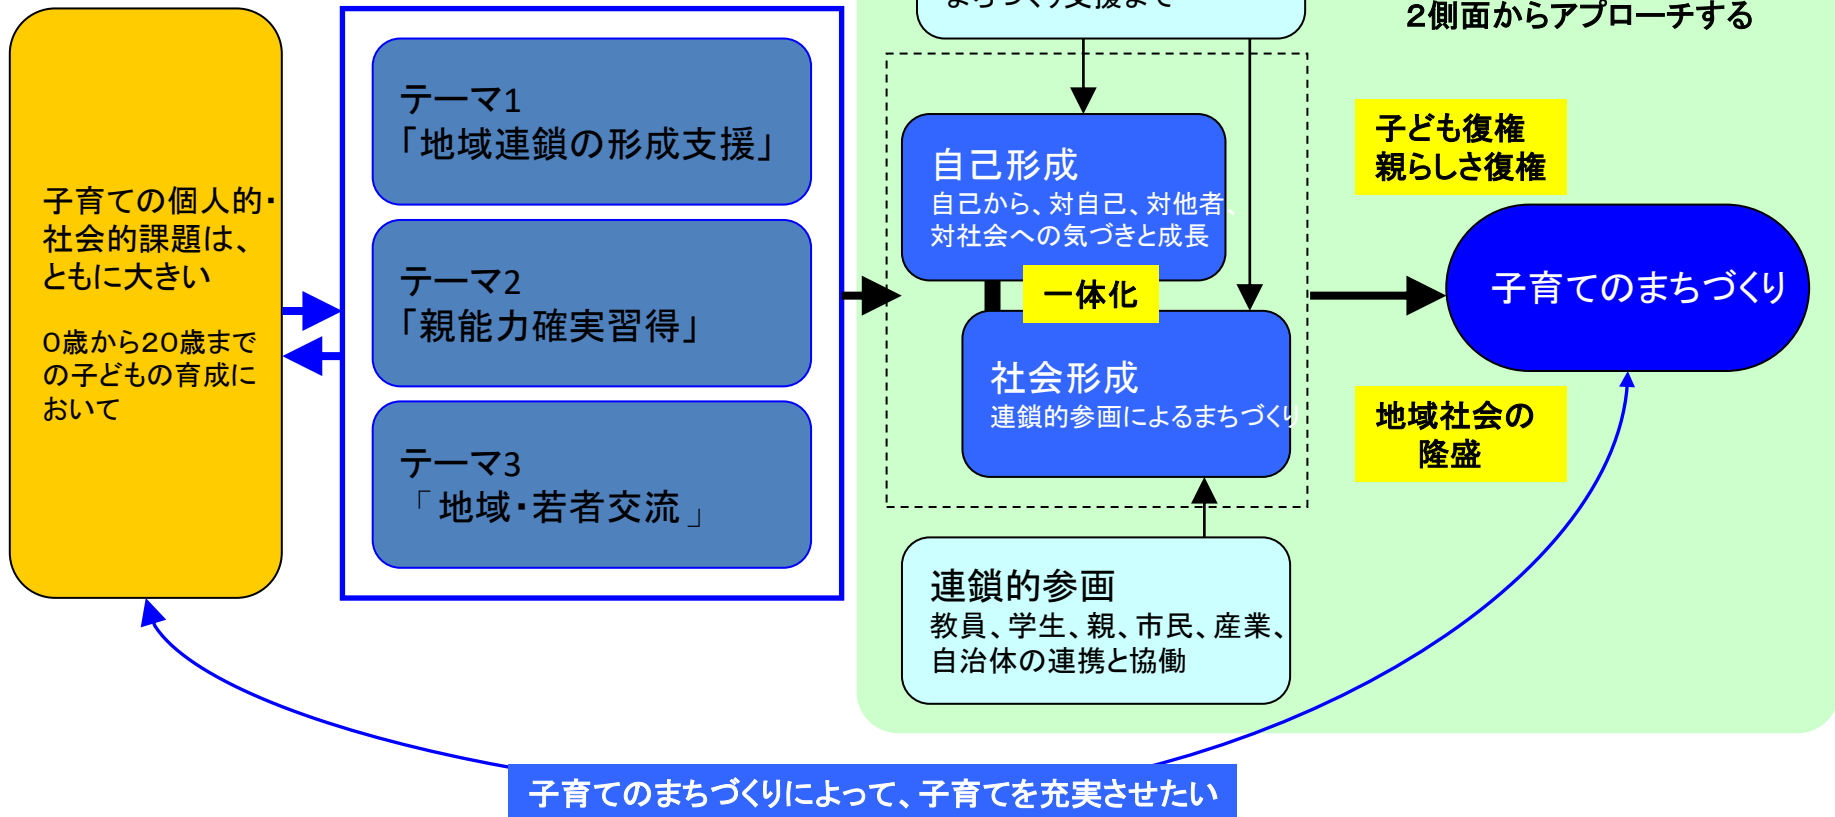 まちづくり支援まで
2側面からアプローチする
子育ての個人的・
社会的課題は、
ともに大きい
0歳から20歳まで
の子どもの育成に
おいて
テーマ1
「地域連鎖の形成支援」
テーマ2
「親能力確実習得」
テーマ3
「地域・若者交流」
自己形成
自己から、対自己、対他者、
対社会への気づきと成長
一体化
社会形成
連鎖的参画によるまちづくり
連鎖的参画
教員、学生、親、市民、産業、
自治体の連携と協働
子ども復権
親らしさ復権
子育てのまちづくり
地域社会の
隆盛
子育てのまちづくりによって、子育てを充実させたい